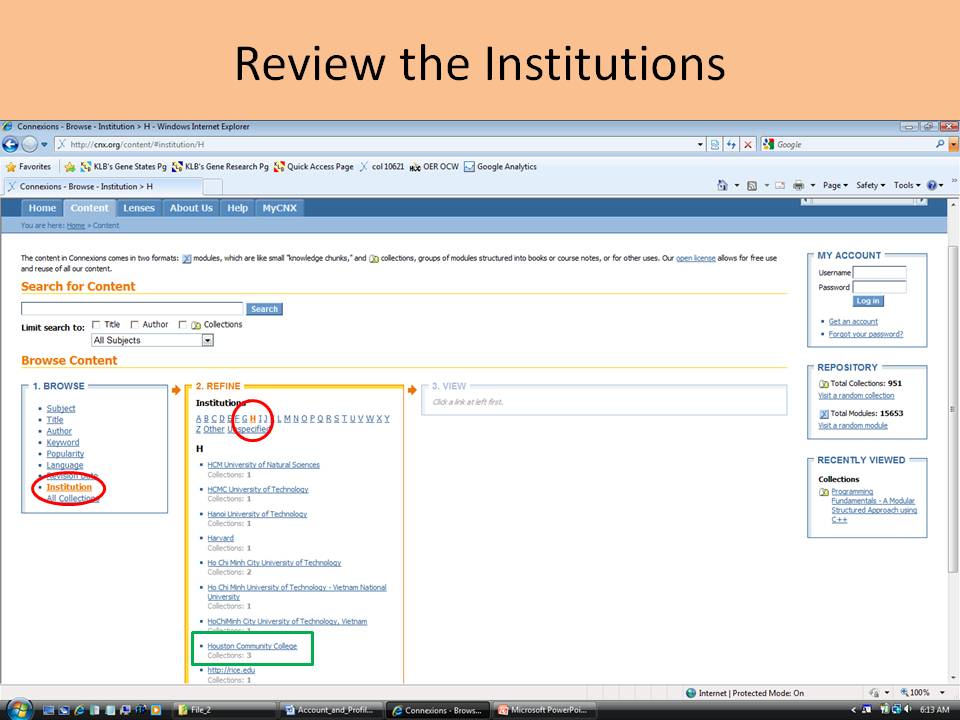 Review the Institutions
Connexions - Browse - Institution > H - Windows Internet Explorer
http://cnx.org/content/#institution/H
Google
Favorites KLB's Gene States Pg KLB's Gene Research Pg Quick Access Page col 10621 OER OCW Google Analytics
Connexions - Browse - Institution > H
Page Safety Tools
Home Content Lenses About Us Help MyCNX
You are here: Home » Content
The content in Connexions comes in two formats: modules, which are like small "knowledge chunks," and collections, groups of modules structured into books or course notes, or for other uses. Our open license allows for free use
and reuse of all our content.
Search for Content
Search
Limit search to: Title Author Collections
All Subjects
Browse Content
1. BROWSE
Subject
Title
Author
Keyword
Popularity
Language
Revision Date
Institution
All Collections
2. REFINE
Institutions
A B C D E F G H I J L M N O P Q R S T U V W X Y
Z Other Unspecified
H
HCM University of Natural Sciences
Collections: 1
HCMC University of Technology
Collections: 1
Hanoi University of Technology
Collections: 1
Harvard
Collections: 1
Ho Chi Minh City University of Technology
Collections: 2
Ho Chi Minh University of Technology - Vietnam National
University
Collections: 1
HoChiMinh City University of Technology, Vietnam
Collections: 1
Houston Community College
Collections: 3
http://rice.edu
Collections: 1
3. VIEW
Click a link at left first.
MY ACCOUNT
Username
Password
Log in
Get an account
Forgot your password?
REPOSITORY
Total Collections: 951
Visit a random collection
Total Modules: 15653
Visit a random module
RECENTLY VIEWED
Collections
Programming
Fundamentals - A Modular
Structured Approach using
C++
Internet | Protected Mode: On
100%
File_2 Account_and_Profil... Connexions - Brows... Microsoft PowerPoi... 6:13 AM